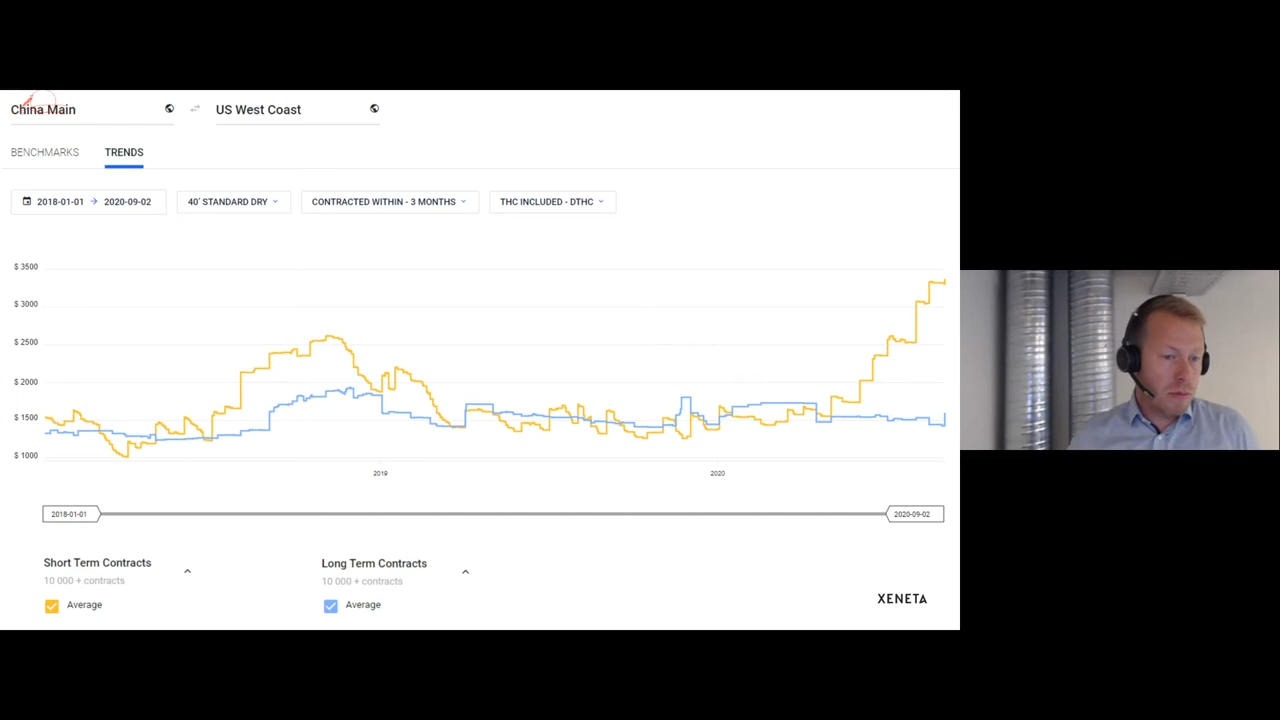 China Main US West Coast
BENCHMARKS TRENDS
2018-01-01 → 2020-09-02 40' STANDARD DRY CONTRACTED WITHIN - 3 MONTHS THC INCLUDED - DTHC
$ 3500
$ 3000
$ 2500
$ 2000
$ 1500
$ 1000
2019 2020
2018-01-01 2020-09-02
Short Term Contracts Long Term Contracts
10 000 + contracts 10 000 + contracts
Average Average
XENETA